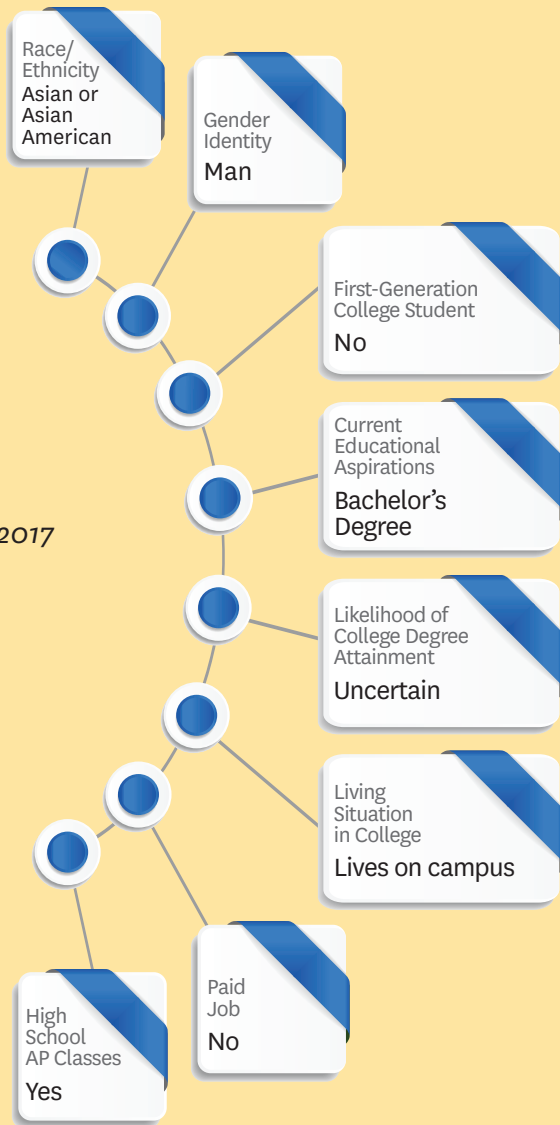 Race/
Ethnicity
Asian or
Asian
American
Gender
Identity
Man
First-Generation
College Student
No
Current
Educational
Aspirations
Bachelor’s
Degree
2017
Likelihood of
College Degree
Attainment
Uncertain
Living
Situation
in College
Lives on campus
Paid
Job
No
High
School
AP Classes
Yes